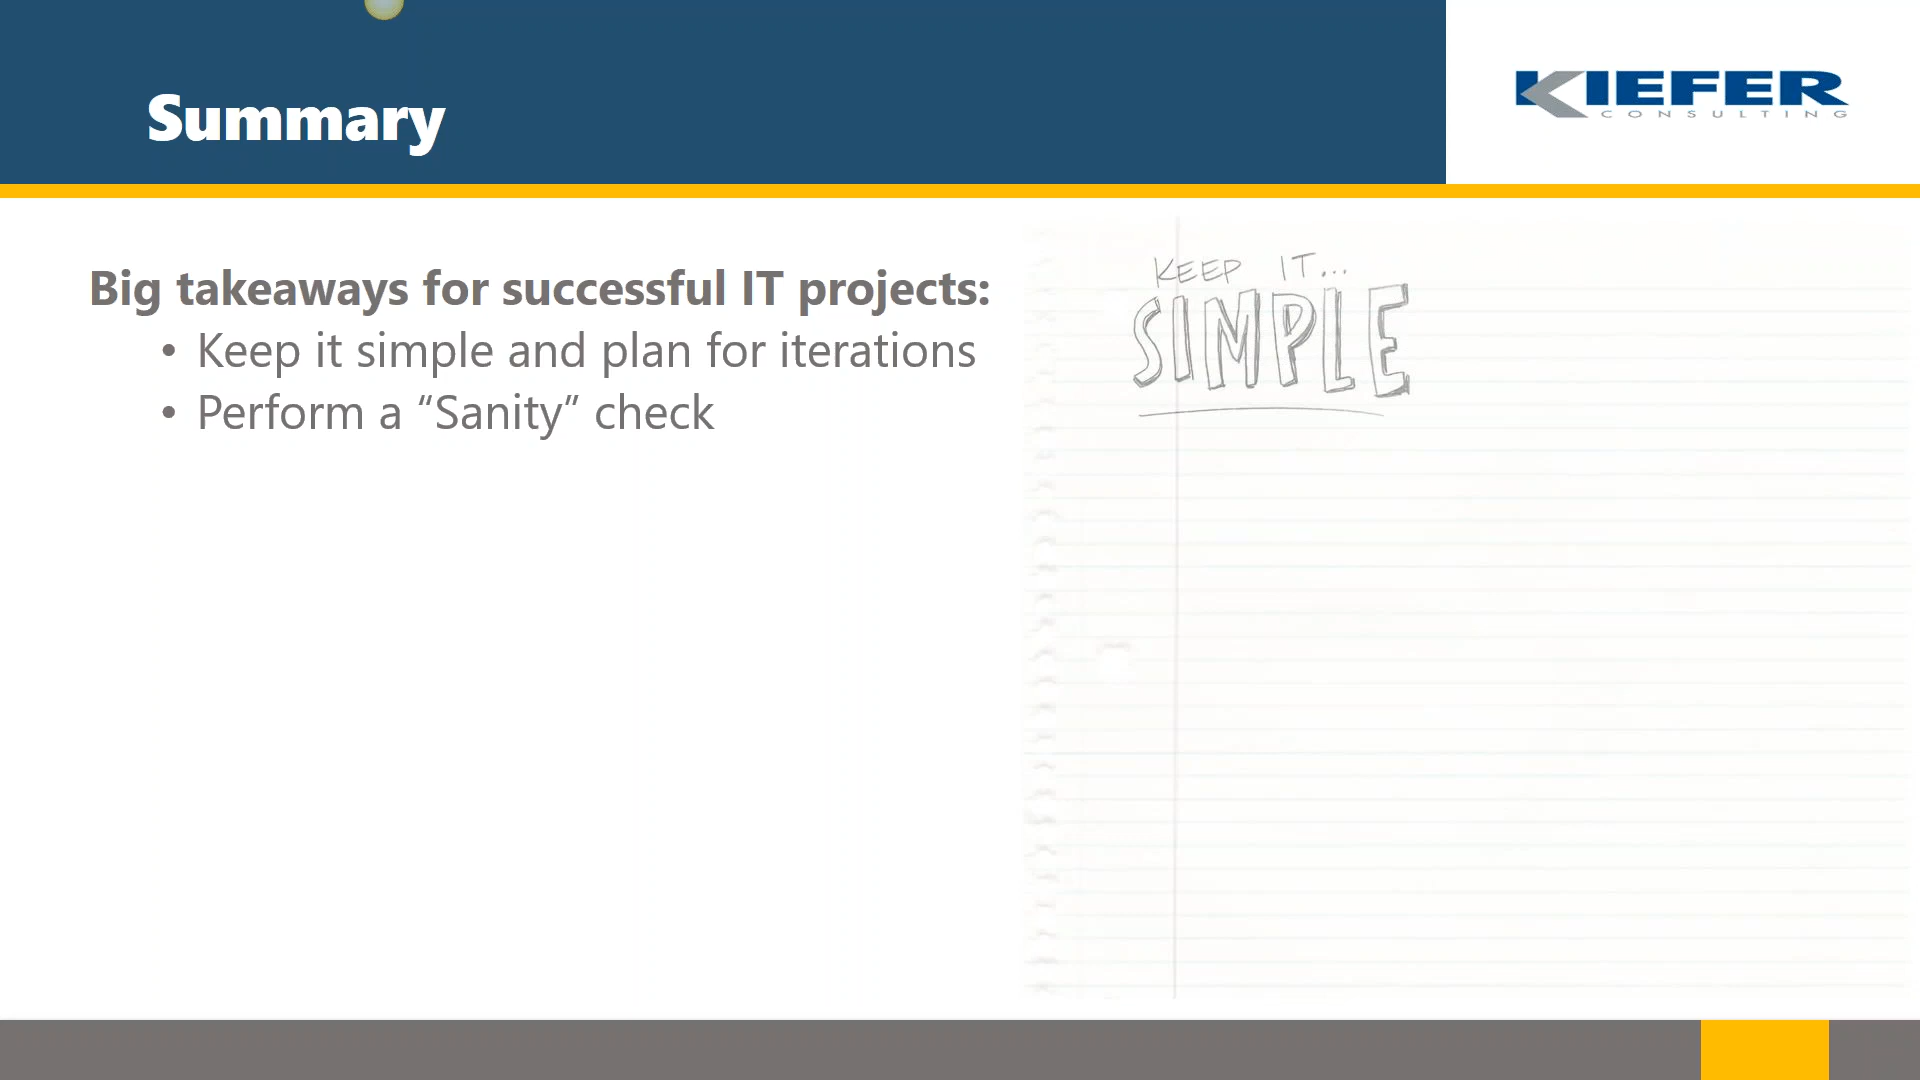 Summary
KIEFER
CONSULTING
Big takeaways for successful IT projects:
• Keep it simple and plan for iterations
• Perform a “Sanity” check
KEEP IT...
SIMPLE